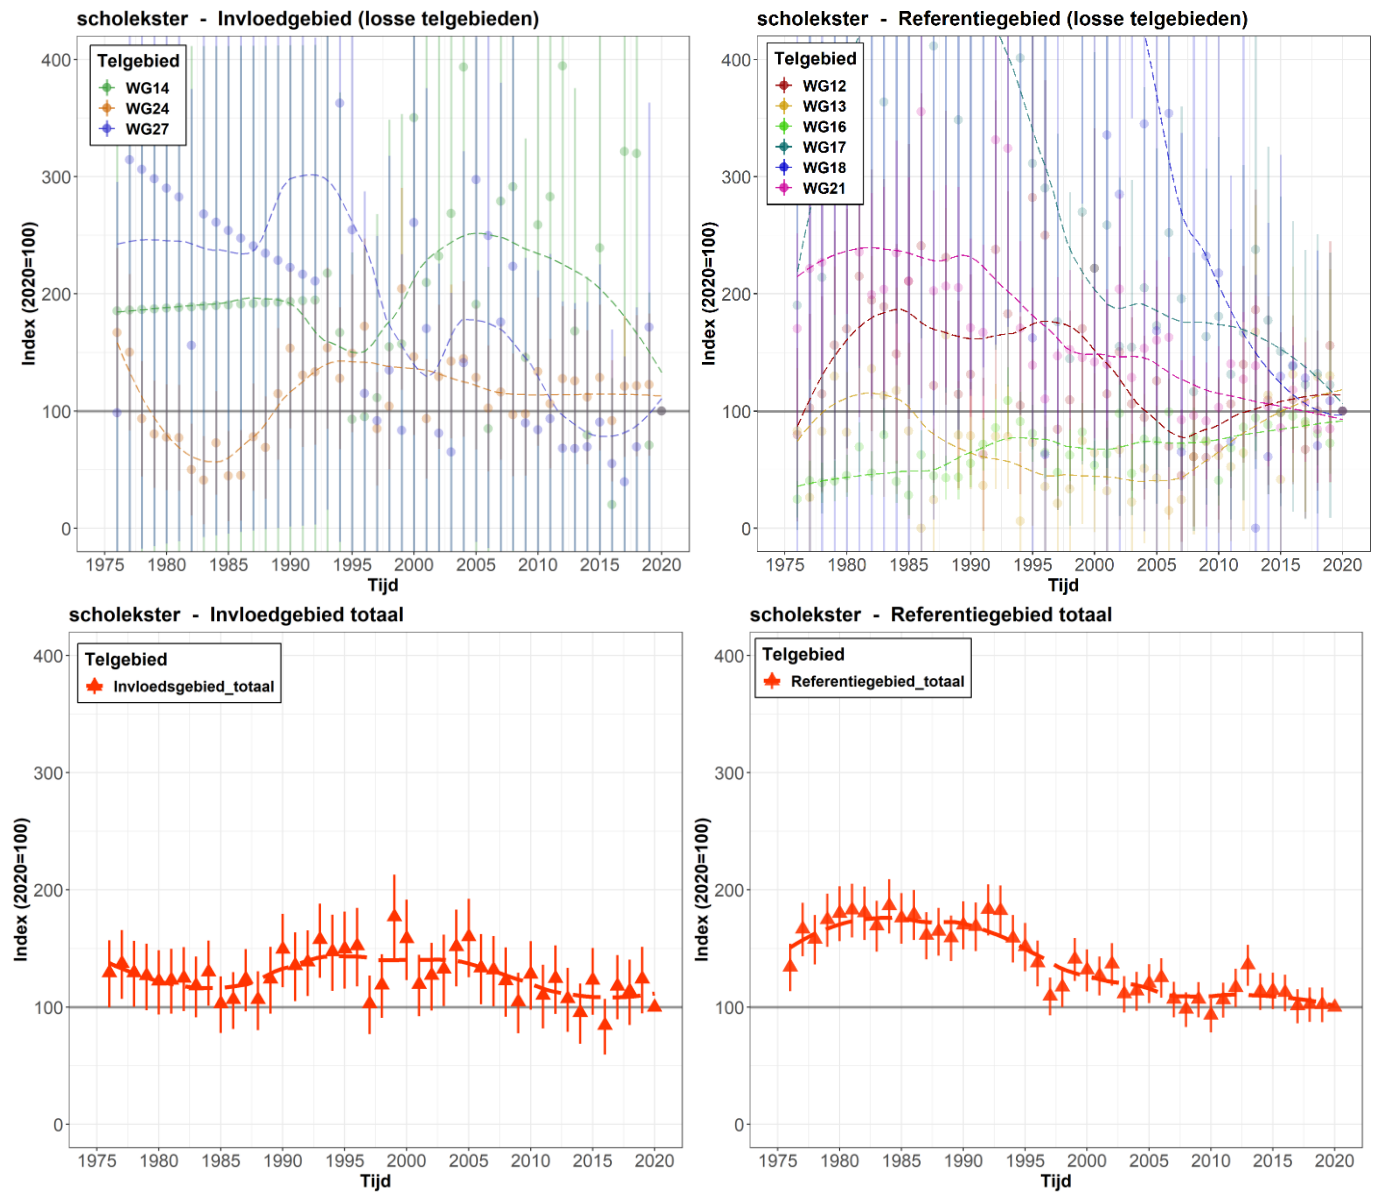 scholekster  -  Invloedgebied (losse telgebieden)
Index (2020=100)
400
300
200
100
0
Telgebied
WG14
WG24
WG27
1975 1980 1985 1990 1995 2000 2005 2010 2015 2020
Tijd
scholekster  -  Referentiegebied (losse telgebieden)
Index (2020=100)
400
300
200
100
0
Telgebied
WG12
WG13
WG16
WG17
WG18
WG21
1975 1980 1985 1990 1995 2000 2005 2010 2015 2020
Tijd
scholekster  -  Invloedgebied totaal
Index (2020=100)
400
300
200
100
0
Telgebied
Invloedsgebied_totaal
1975 1980 1985 1990 1995 2000 2005 2010 2015 2020
Tijd
scholekster  -  Referentiegebied totaal
Index (2020=100)
400
300
200
100
0
Telgebied
Referentiegebied_totaal
1975 1980 1985 1990 1995 2000 2005 2010 2015 2020
Tijd